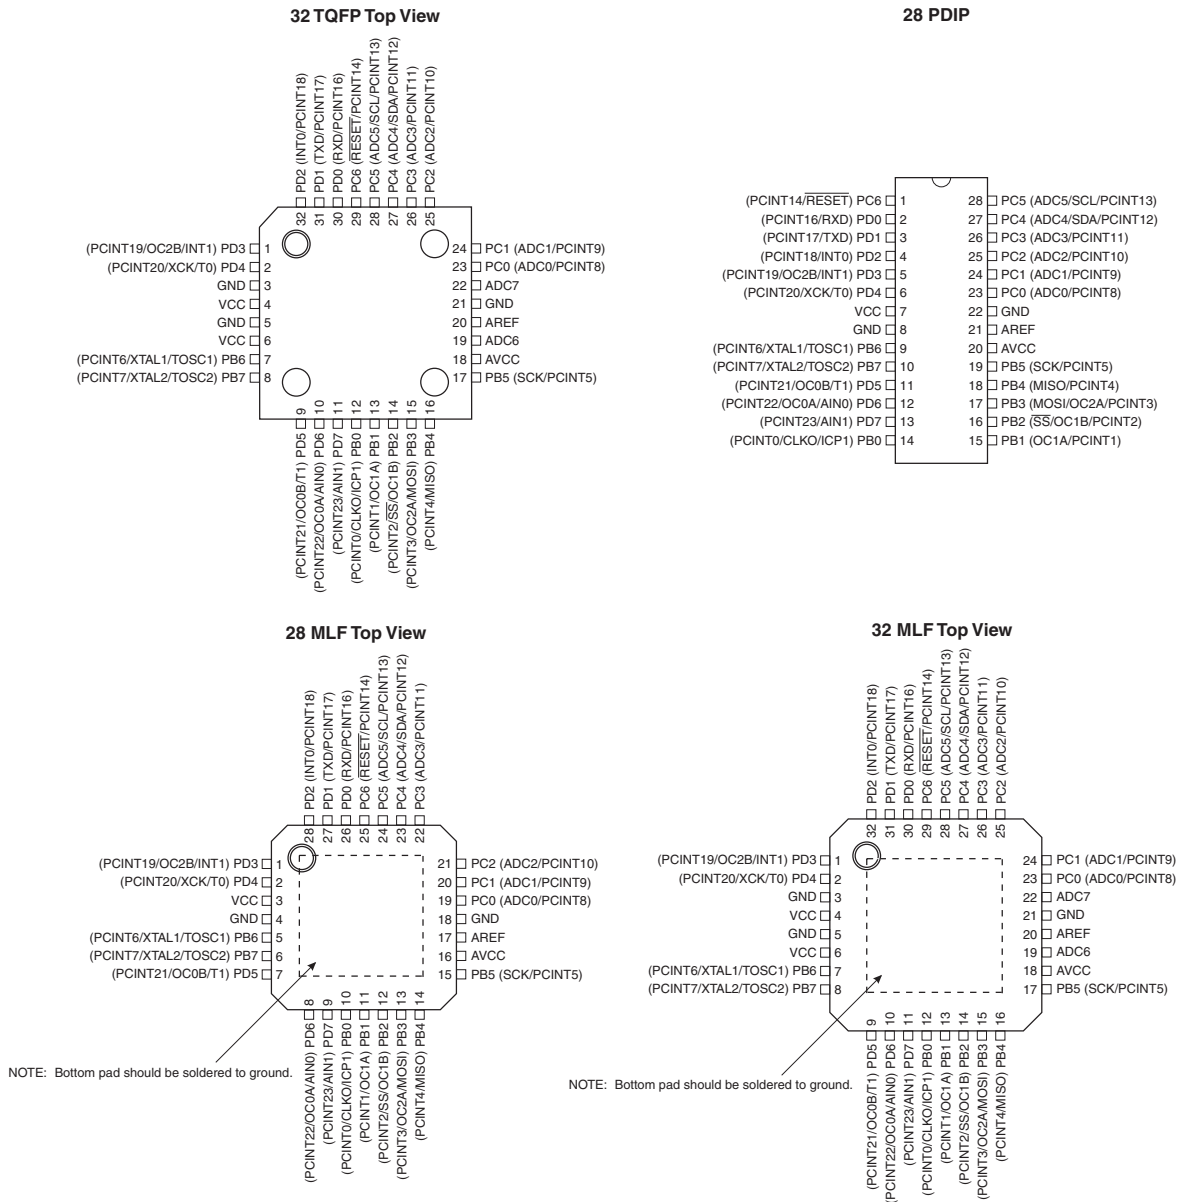 32 TQFP Top View
32 PD2 (INT0/PCINT18)
31 PD1 (TXD/PCINT17)
30 PD0 (RXD/PCINT16)
29 PC6 (RESET/PCINT14)
28 PC5 (ADC5/SCL/PCINT13)
27 PC4 (ADC4/SDA/PCINT12)
26 PC3 (ADC3/PCINT11)
25 PC2 (ADC2/PCINT10)
(PCINT19/OC2B/INT1) PD3 1
(PCINT20/XCK/T0) PD4 2
GND 3
VCC 4
GND 5
VCC 6
(PCINT6/XTAL1/TOSC1) PB6 7
(PCINT7/XTAL2/TOSC2) PB7 8
24 PC1 (ADC1/PCINT9)
23 PC0 (ADC0/PCINT8)
22 ADC7
21 GND
20 AREF
19 ADC6
18 AVCC
17 PB5 (SCK/PCINT5)
(PCINT21/OC0B/T1) PD5 9
(PCINT22/OC0A/AIN0) PD6 10
(PCINT23/AIN1) PD7 11
(PCINT0/CLKO/ICP1) PB0 12
(PCINT1/OC1A) PB1 13
(PCINT2/SS/OC1B) PB2 14
(PCINT3/OC2A/MOSI) PB3 15
(PCINT4/MISO) PB4 16
28 PDIP
(PCINT14/RESET) PC6 1
(PCINT16/RXD) PD0 2
(PCINT17/TXD) PD1 3
(PCINT18/INT0) PD2 4
(PCINT19/OC2B/INT1) PD3 5
(PCINT20/XCK/T0) PD4 6
VCC 7
GND 8
(PCINT6/XTAL1/TOSC1) PB6 9
(PCINT7/XTAL2/TOSC2) PB7 10
(PCINT21/OC0B/T1) PD5 11
(PCINT22/OC0A/AIN0) PD6 12
(PCINT23/AIN1) PD7 13
(PCINT0/CLKO/ICP1) PB0 14
28 PC5 (ADC5/SCL/PCINT13)
27 PC4 (ADC4/SDA/PCINT12)
26 PC3 (ADC3/PCINT11)
25 PC2 (ADC2/PCINT10)
24 PC1 (ADC1/PCINT9)
23 PC0 (ADC0/PCINT8)
22 GND
21 AREF
20 AVCC
19 PB5 (SCK/PCINT5)
18 PB4 (MISO/PCINT4)
17 PB3 (MOSI/OC2A/PCINT3)
16 PB2 (SS/OC1B/PCINT2)
15 PB1 (OC1A/PCINT1)
28 MLF Top View
28 PD2 (INT0/PCINT18)
27 PD1 (TXD/PCINT17)
26 PD0 (RXD/PCINT16)
25 PC6 (RESET/PCINT14)
24 PC5 (ADC5/SCL/PCINT13)
23 PC4 (ADC4/SDA/PCINT12)
22 PC3 (ADC3/PCINT11)
(PCINT19/OC2B/INT1) PD3 1
(PCINT20/XCK/T0) PD4 2
VCC 3
GND 4
(PCINT6/XTAL1/TOSC1) PB6 5
(PCINT7/XTAL2/TOSC2) PB7 6
(PCINT21/OC0B/T1) PD5 7
21 PC2 (ADC2/PCINT10)
20 PC1 (ADC1/PCINT9)
19 PC0 (ADC0/PCINT8)
18 GND
17 AREF
16 AVCC
15 PB5 (SCK/PCINT5)
(PCINT22/OC0A/AIN0) PD6 8
(PCINT23/AIN1) PD7 9
(PCINT0/CLKO/ICP1) PB0 10
(PCINT1/OC1A) PB1 11
(PCINT2/SS/OC1B) PB2 12
(PCINT3/OC2A/MOSI) PB3 13
(PCINT4/MISO) PB4 14
NOTE: Bottom pad should be soldered to ground.
32 MLF Top View
32 PD2 (INT0/PCINT18)
31 PD1 (TXD/PCINT17)
30 PD0 (RXD/PCINT16)
29 PC6 (RESET/PCINT14)
28 PC5 (ADC5/SCL/PCINT13)
27 PC4 (ADC4/SDA/PCINT12)
26 PC3 (ADC3/PCINT11)
25 PC2 (ADC2/PCINT10)
(PCINT19/OC2B/INT1) PD3 1
(PCINT20/XCK/T0) PD4 2
GND 3
VCC 4
GND 5
VCC 6
(PCINT6/XTAL1/TOSC1) PB6 7
(PCINT7/XTAL2/TOSC2) PB7 8
24 PC1 (ADC1/PCINT9)
23 PC0 (ADC0/PCINT8)
22 ADC7
21 GND
20 AREF
19 ADC6
18 AVCC
17 PB5 (SCK/PCINT5)
(PCINT21/OC0B/T1) PD5 9
(PCINT22/OC0A/AIN0) PD6 10
(PCINT23/AIN1) PD7 11
(PCINT0/CLKO/ICP1) PB0 12
(PCINT1/OC1A) PB1 13
(PCINT2/SS/OC1B) PB2 14
(PCINT3/OC2A/MOSI) PB3 15
(PCINT4/MISO) PB4 16
NOTE: Bottom pad should be soldered to ground.